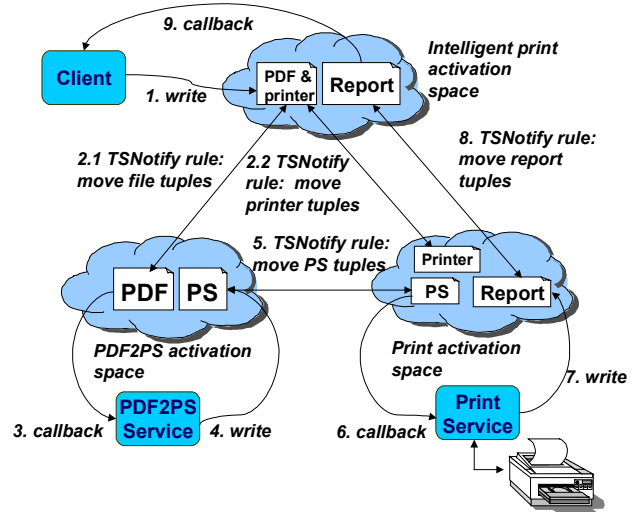 9. callback
Client
1. write
PDF &
printer
Report
Intelligent print
activation
space
2.1 TSNotify rule:
move file tuples
2.2 TSNotify
rule: move
printer tuples
8. TSNotify rule:
move report
tuples
5. TSNotify rule:
move PS tuples
PDF
PS
Printer
PS
Report
PDF2PS activation
space
Print activation
space
3. callback
PDF2PS
Service
4. write
6. callback
Print
Service
7. write